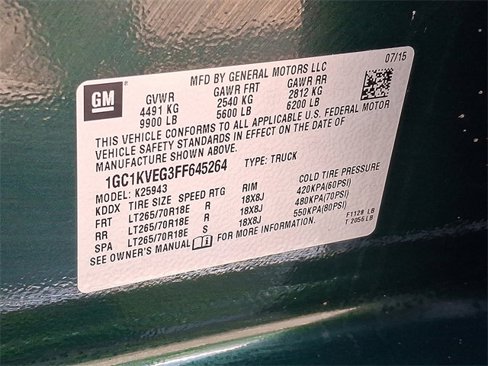 MFD BY GENERAL MOTORS LLC 07/15
GM GVWR GAWR FRT GAWR RR
4491 KG 2540 KG 2812 KG
9900 LB 5600 LB 6200 LB
THIS VEHICLE CONFORMS TO ALL APPLICABLE U.S. FEDERAL MOTOR
VEHICLE SAFETY STANDARDS IN EFFECT ON THE DATE OF
MANUFACTURE SHOWN ABOVE.
1GC1KVEG3FF645264 TYPE: TRUCK
MODEL: K25943
KDDX TIRE SIZE SPEED RTG RIM COLD TIRE PRESSURE
FRT LT265/70R18E R 18X8J 420KPA(60PSI)
RR LT265/70R18E R 18X8J 480KPA(70PSI)
SPA LT265/70R18E S 18X8J 550KPA(80PSI)
SEE OWNER'S MANUAL FOR MORE INFORMATION.
F1128 LB
T 2056 LB